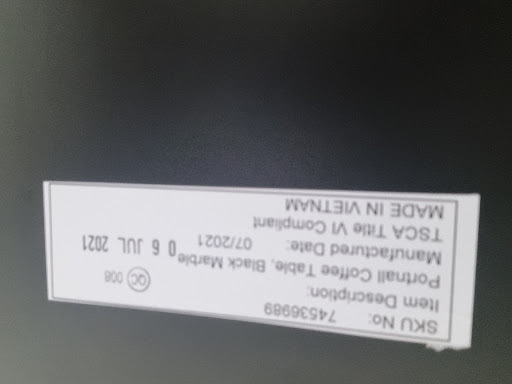 SKU No: 74536989
Item Description:
Portnall Coffee Table, Black Marble
Manufactured Date: 07/2021
TSCA Title VI Compliant
MADE IN VIETNAM
QC 008
0 6 JUL 2021